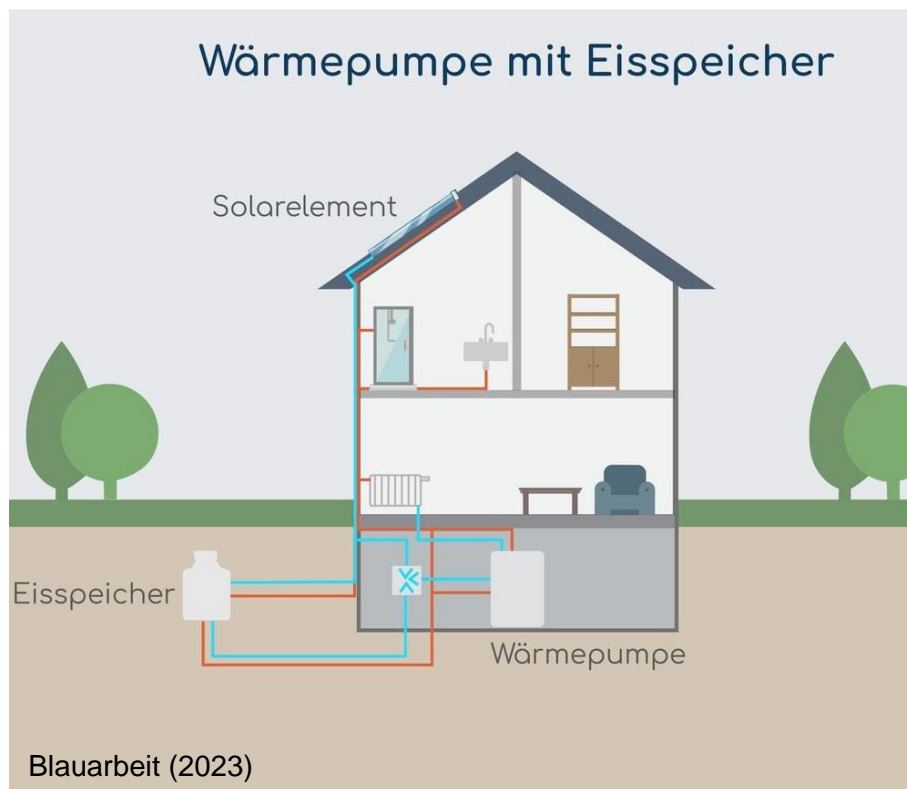 Wärmepumpe mit Eisspeicher
Solarelement
Eisspeicher
Wärmepumpe
Blauarbeit (2023)